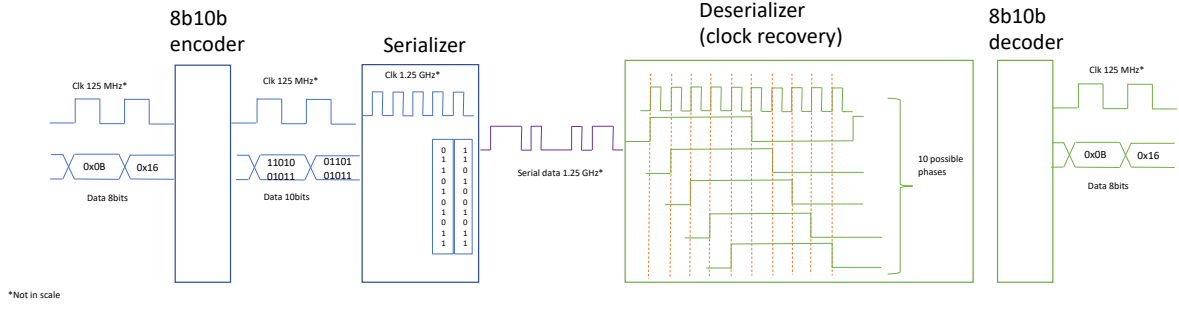 8b10b
encoder
Serializer
Deserializer
(clock recovery)
8b10b
decoder
Clk 125 MHz*
Clk 125 MHz*
Clk 1.25 GHz*
Clk 125 MHz*
0x0B
0x16
Data 8bits
11010
01011
01101
01011
Data 10bits
0 1
1 1
1 0
0 1
1 0
0 0
0 1
1 0
0 1
1 1
1 1
Serial data 1.25 GHz*
10 possible
phases
0x0B
0x16
Data 8bits
*Not in scale